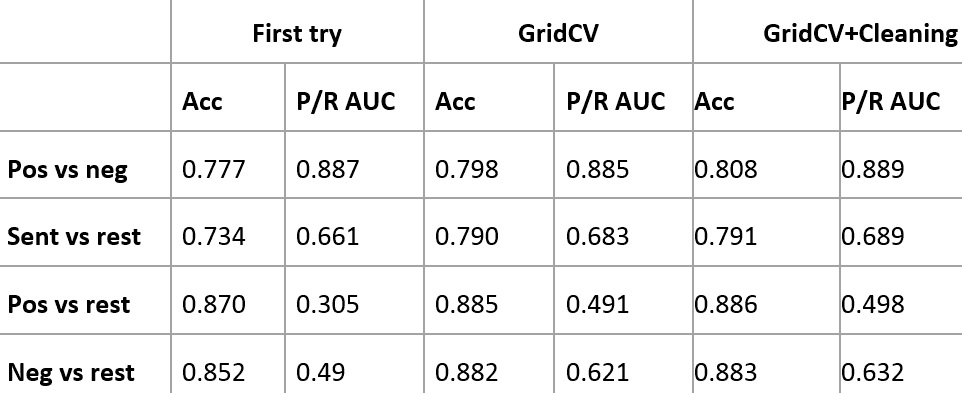 First try GridCV GridCV+Cleaning
Acc P/R AUC Acc P/R AUC Acc P/R AUC
Pos vs neg 0.777 0.887 0.798 0.885 0.808 0.889
Sent vs rest 0.734 0.661 0.790 0.683 0.791 0.689
Pos vs rest 0.870 0.305 0.885 0.491 0.886 0.498
Neg vs rest 0.852 0.49 0.882 0.621 0.883 0.632